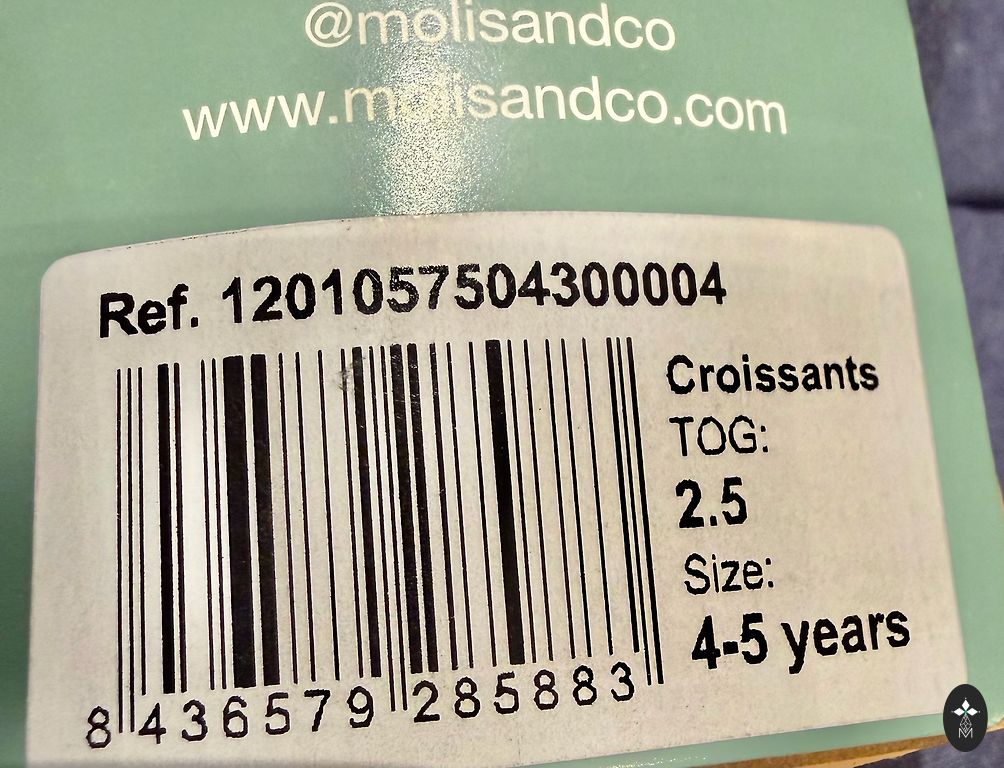 @molisandco
www.molisandco.com
Ref. 1201057504300004
Croissants
TOG:
2.5
Size:
4-5 years
8 436579 285883
M